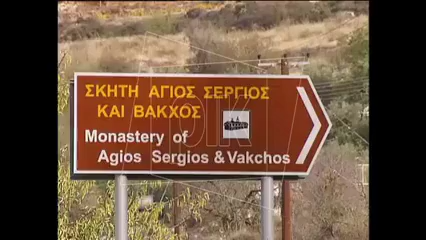 ΣΚΗΤΗ ΑΓΙΟΣ ΣΕΡΓΙΟΣ
ΚΑΙ ΒΑΚΧΟΣ
Monastery of
Agios Sergios & Vakchos